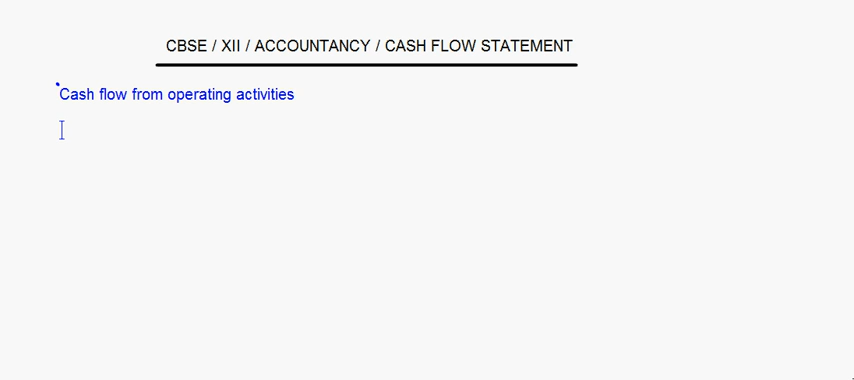 CBSE / XII / ACCOUNTANCY / CASH FLOW STATEMENT
Cash flow from operating activities